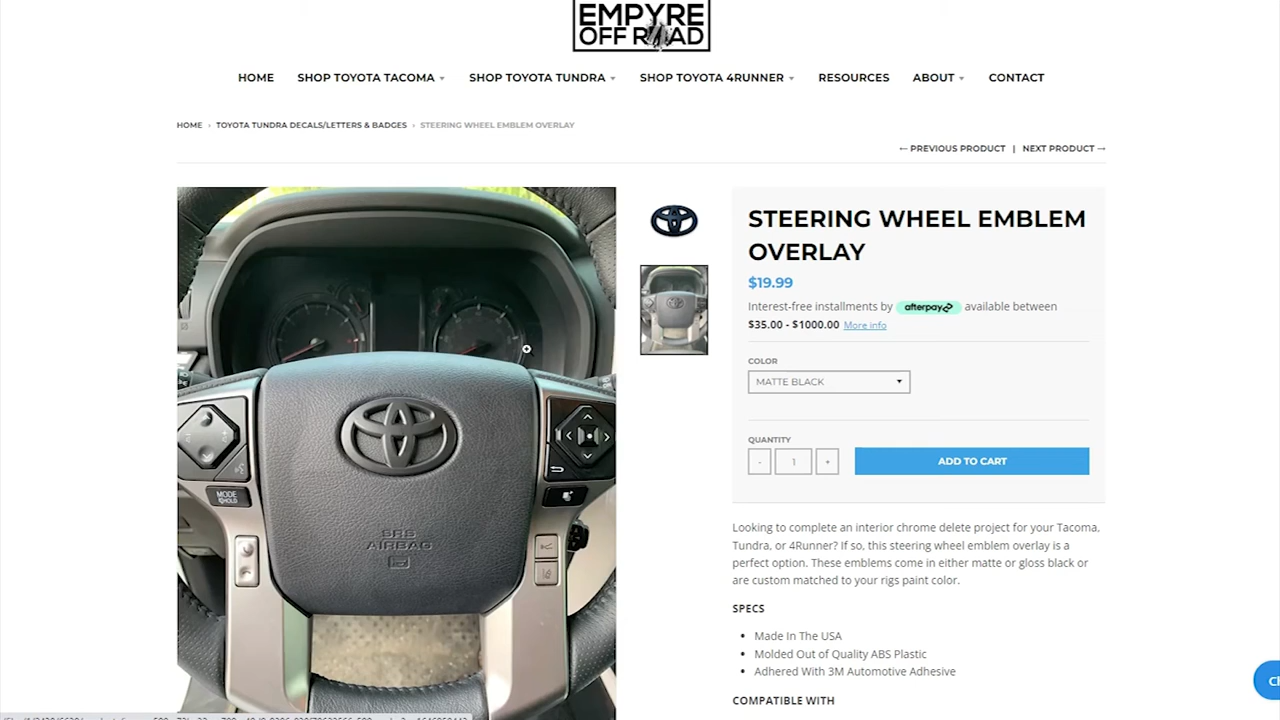 EMPYRE
OFF ROAD
HOME SHOP TOYOTA TACOMA SHOP TOYOTA TUNDRA SHOP TOYOTA 4RUNNER RESOURCES ABOUT CONTACT
HOME › TOYOTA TUNDRA DECALS/LETTERS & BADGES › STEERING WHEEL EMBLEM OVERLAY
← PREVIOUS PRODUCT | NEXT PRODUCT →
STEERING WHEEL EMBLEM
OVERLAY
$19.99
Interest-free installments by afterpay available between
$35.00 - $1000.00 More info
COLOR
MATTE BLACK
QUANTITY
- 1 +
ADD TO CART
MODE
HOLD
SRS
AIRBAG
Looking to complete an interior chrome delete project for your Tacoma,
Tundra, or 4Runner? If so, this steering wheel emblem overlay is a
perfect option. These emblems come in either matte or gloss black or
are custom matched to your rigs paint color.
SPECS
• Made In The USA
• Molded Out of Quality ABS Plastic
• Adhered With 3M Automotive Adhesive
COMPATIBLE WITH